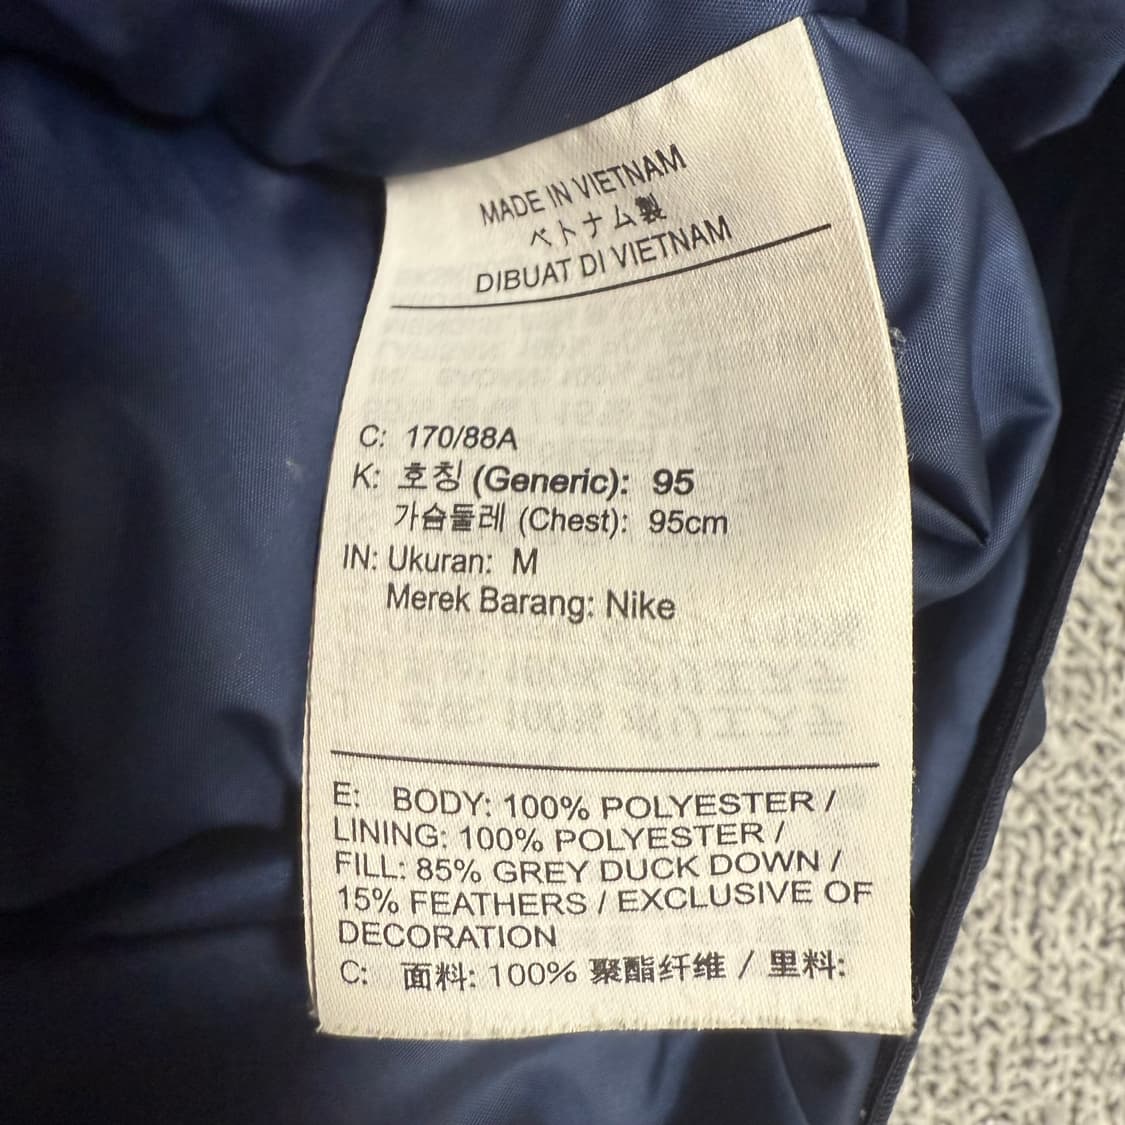 MADE IN VIETNAM
ベトナム製
DIBUAT DI VIETNAM
C: 170/88A
K: 호칭 (Generic): 95
가슴둘레 (Chest): 95cm
IN: Ukuran: M
Merek Barang: Nike
E: BODY: 100% POLYESTER /
LINING: 100% POLYESTER /
FILL: 85% GREY DUCK DOWN /
15% FEATHERS / EXCLUSIVE OF
DECORATION
C: 面料: 100% 聚酯纤维 / 里料: